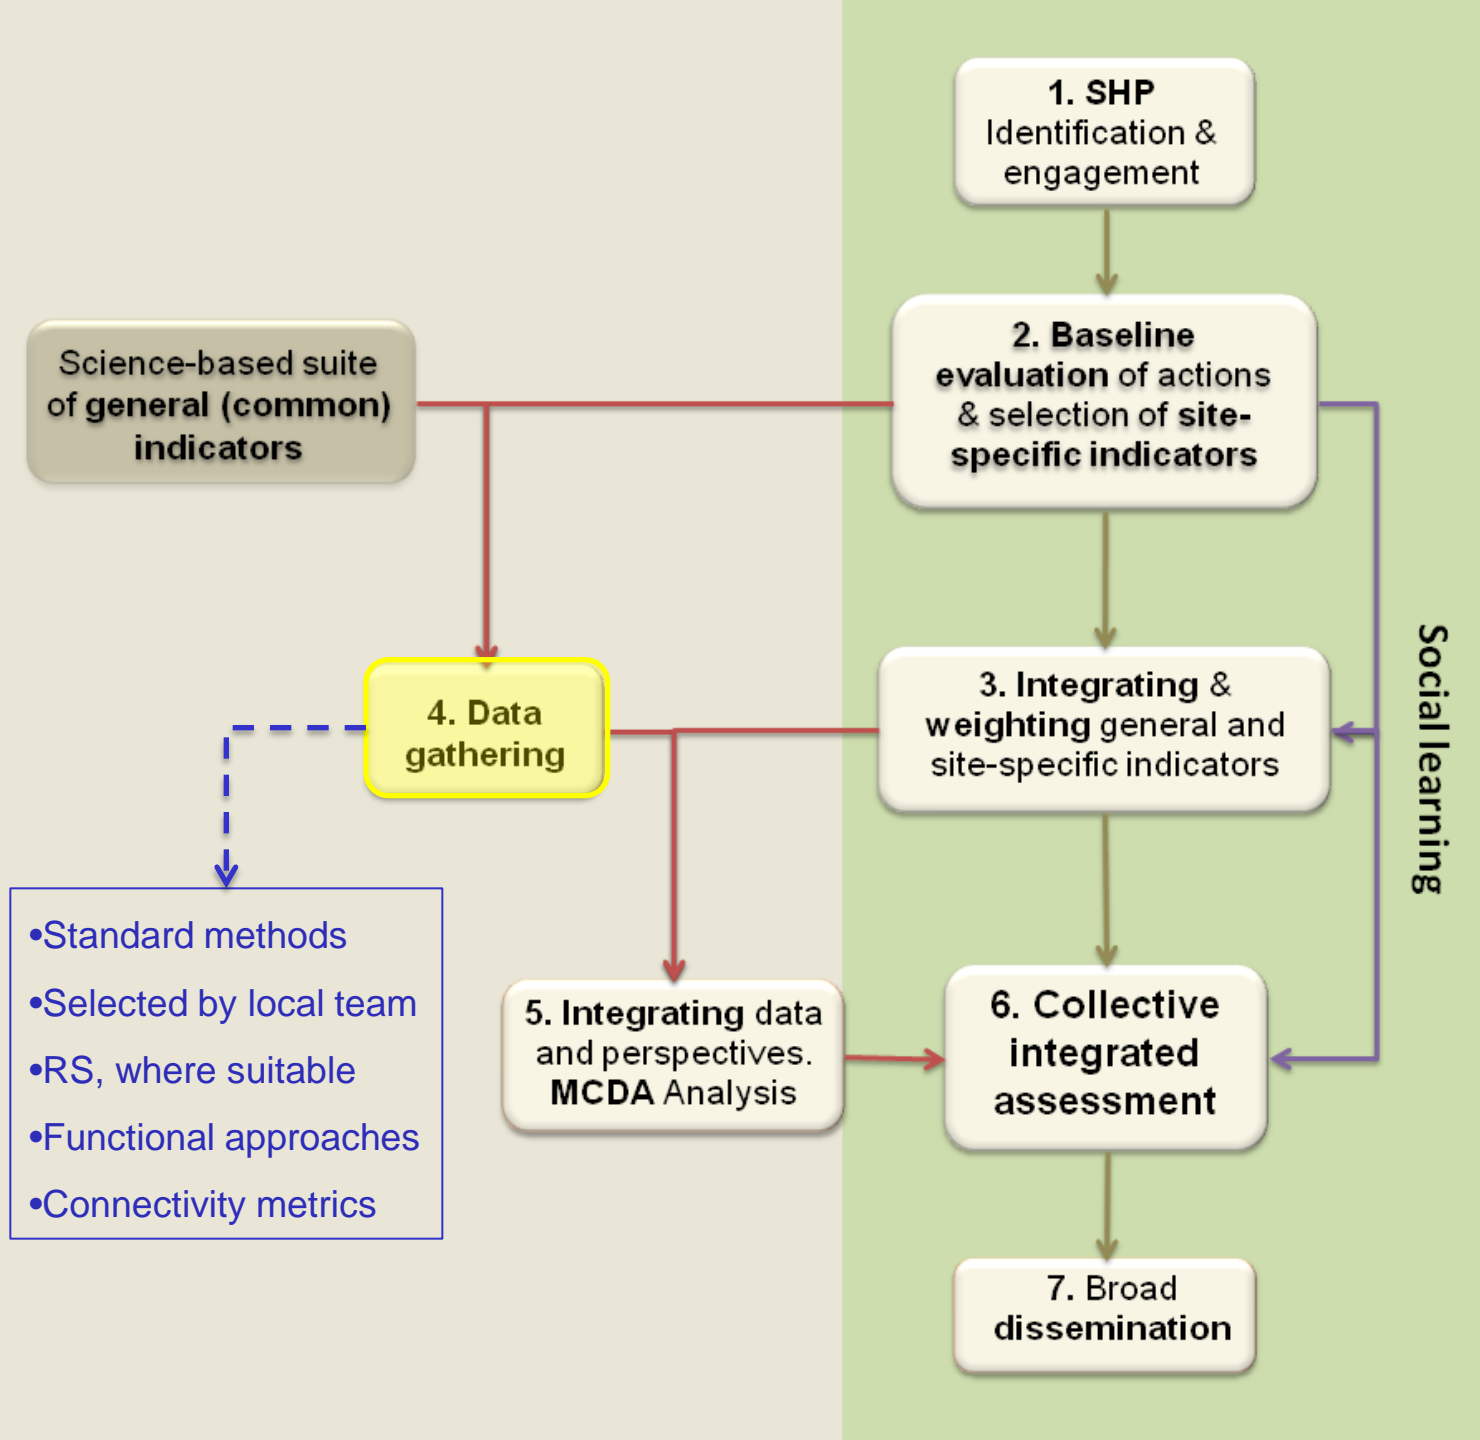 1. SHP
Identification &
engagement
Science-based suite
of general (common)
indicators
2. Baseline
evaluation of actions
& selection of site-
specific indicators
3. Integrating &
weighting general and
site-specific indicators
Social learning
4. Data
gathering
•Standard methods
•Selected by local team
•RS, where suitable
•Functional approaches
•Connectivity metrics
5. Integrating data
and perspectives.
MCDA Analysis
6. Collective
integrated
assessment
7. Broad
dissemination